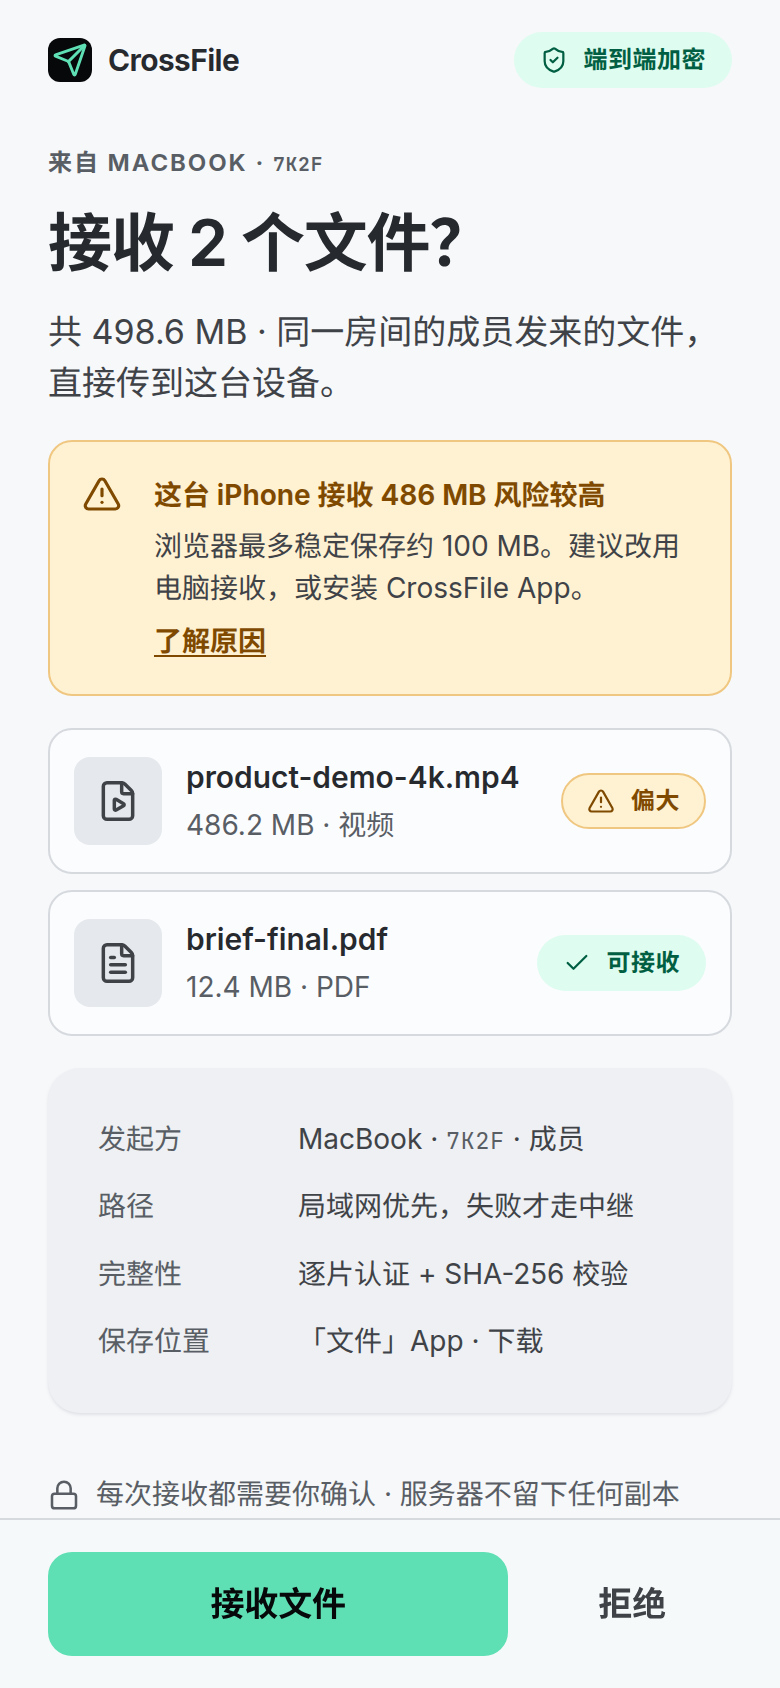 CrossFile
端到端加密
来自 MACBOOK · 7K2F
接收 2 个文件？
共 498.6 MB · 同一房间的成员发来的文件，
直接传到这台设备。
这台 iPhone 接收 486 MB 风险较高
浏览器最多稳定保存约 100 MB。建议改用
电脑接收，或安装 CrossFile App。
了解原因
product-demo-4k.mp4
486.2 MB · 视频
偏大
brief-final.pdf
12.4 MB · PDF
可接收
发起方 MacBook · 7K2F · 成员
路径 局域网优先，失败才走中继
完整性 逐片认证 + SHA-256 校验
保存位置 「文件」App · 下载
每次接收都需要你确认 · 服务器不留下任何副本
接收文件
拒绝